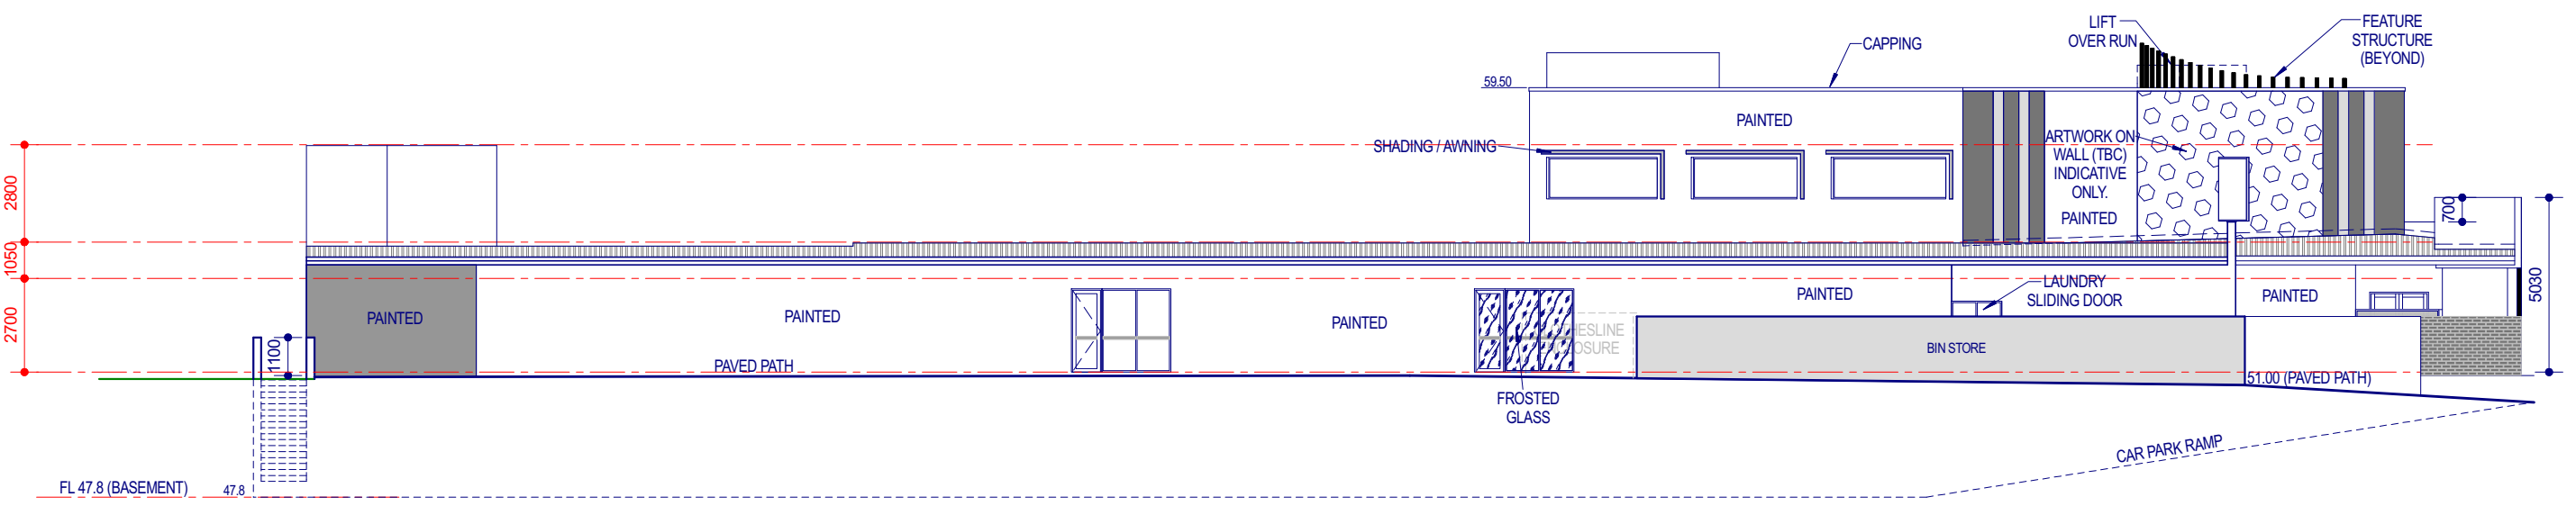 LIFT
OVER RUN
FEATURE
STRUCTURE
(BEYOND)
CAPPING
59.50
PAINTED
SHADING / AWNING
ARTWORK ON
WALL (TBC)
INDICATIVE
ONLY.
PAINTED
2800
700
1050
5030
LAUNDRY
SLIDING DOOR
PAINTED
PAINTED
2700
PAINTED
PAINTED
PAINTED
1100
BIN STORE
PAVED PATH
51.00 (PAVED PATH)
FROSTED
GLASS
CAR PARK RAMP
FL 47.8 (BASEMENT)
47.8